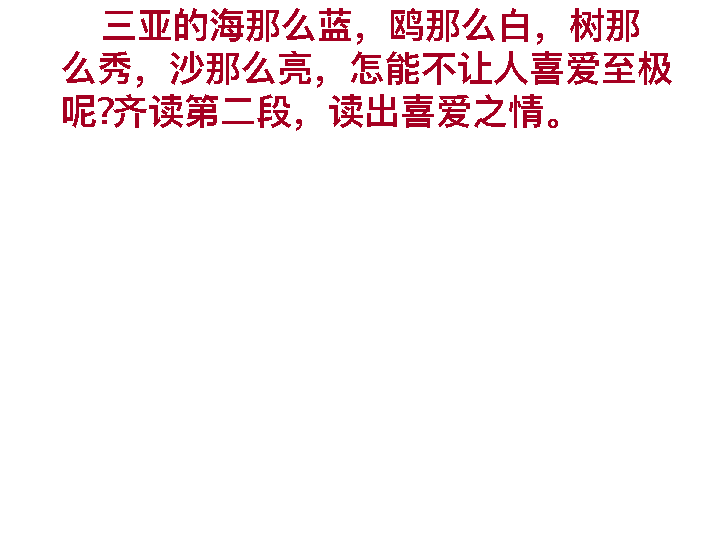 三亚的海那么蓝，鸥那么白，树那
么秀，沙那么亮，怎能不让人喜爱至极
呢?齐读第二段，读出喜爱之情。